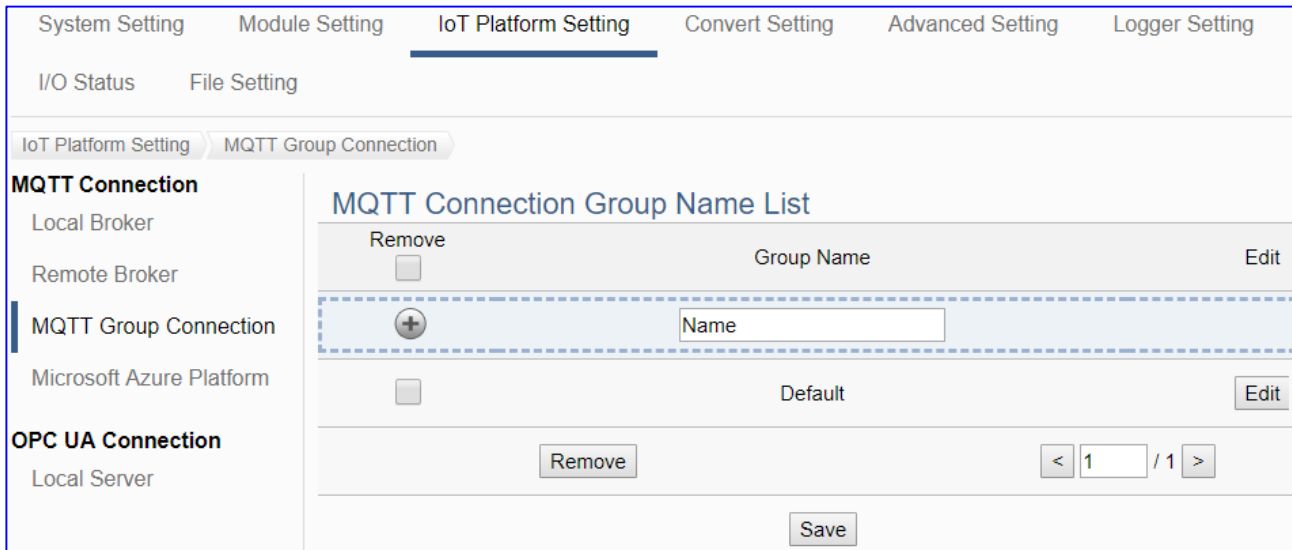 System Setting Module Setting IoT Platform Setting Convert Setting Advanced Setting Logger Setting
I/O Status File Setting
IoT Platform Setting MQTT Group Connection
MQTT Connection
Local Broker
Remote Broker
MQTT Group Connection
Microsoft Azure Platform
OPC UA Connection
Local Server
MQTT Connection Group Name List
Remove Group Name Edit
Name
Default Edit
Remove < 1 / 1 >
Save